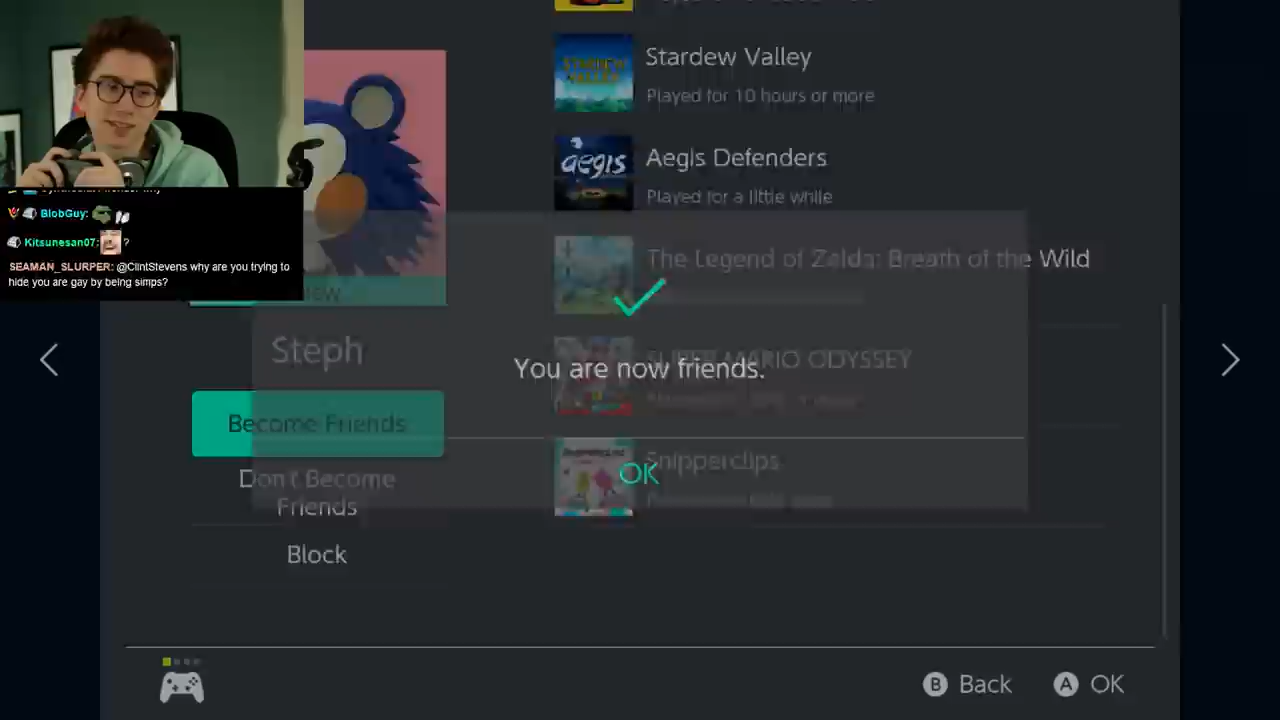 Stardew Valley
Played for 10 hours or more
aegis
Aegis Defenders
Played for a little while
BlobGuy:
Kitsunesan07: ?
SEAMAN_SLURPER: @ClintStevens why are you trying to
hide you are gay by being simps?
The Legend of Zelda: Breath of the Wild
Steph
You are now friends.
SUPER MARIO ODYSSEY
Become Friends
Snipperclips
OK
Don't Become
Friends
Block
B Back
A OK